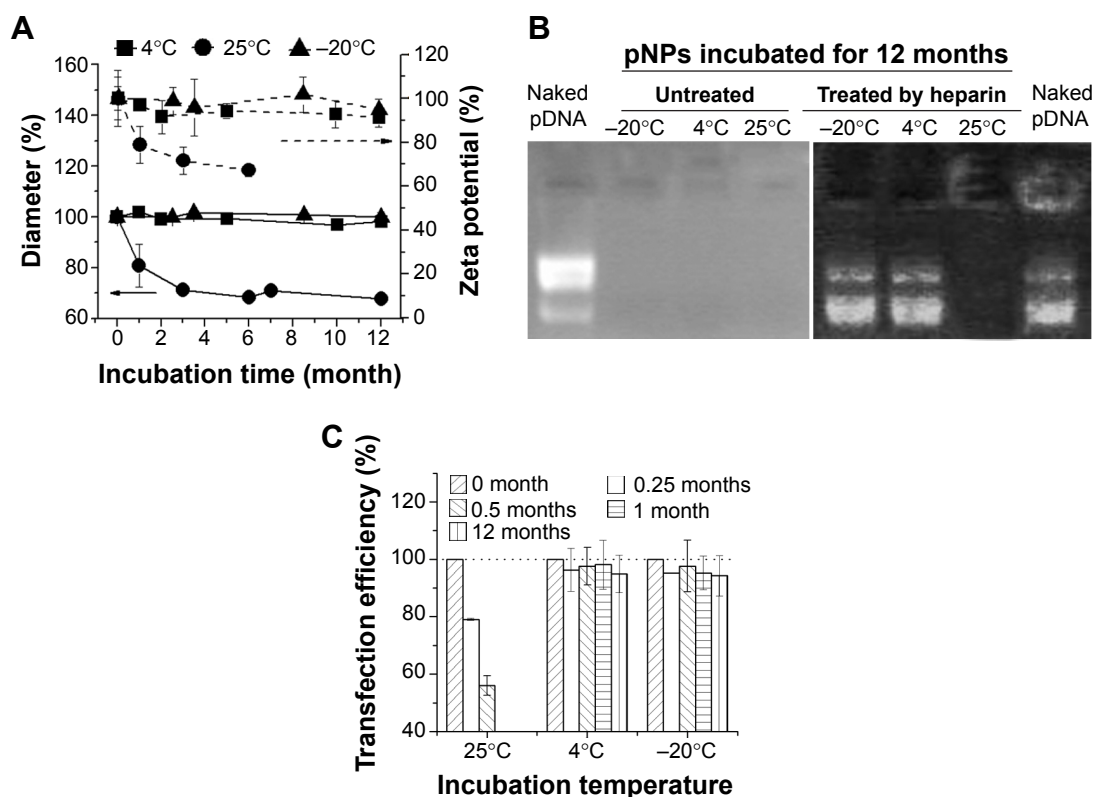 A
4°C 25°C –20°C
Diameter (%)
160
140
120
100
80
60
Zeta potential (%)
120
100
80
60
40
20
0
0 2 4 6 8 10 12
Incubation time (month)
B
pNPs incubated for 12 months
Naked pDNA
Untreated
–20°C 4°C 25°C
Treated by heparin
–20°C 4°C 25°C
Naked pDNA
C
Transfection efficiency (%)
120
100
80
60
40
0 month
0.25 months
0.5 months
1 month
12 months
25°C 4°C –20°C
Incubation temperature